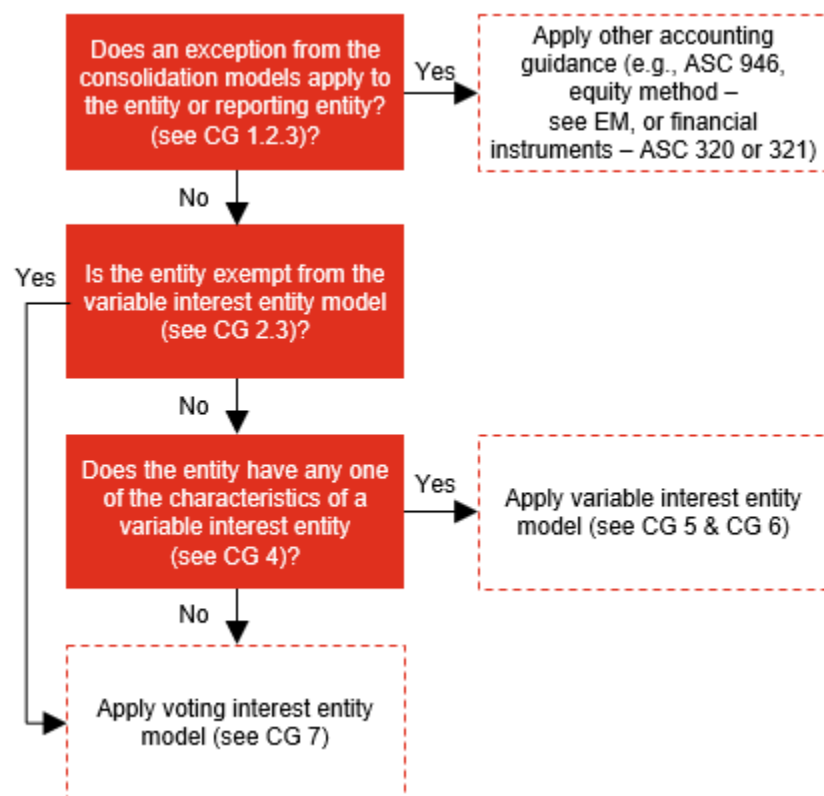 Does an exception from the
consolidation models apply to
the entity or reporting entity?
(see CG 1.2.3)?
Yes
Apply other accounting
guidance (e.g., ASC 946,
equity method –
see EM, or financial
instruments – ASC 320 or 321)
No
Yes
Is the entity exempt from the
variable interest entity model
(see CG 2.3)?
No
Does the entity have any one
of the characteristics of a
variable interest entity
(see CG 4)?
Yes
Apply variable interest entity
model (see CG 5 & CG 6)
No
Apply voting interest entity
model (see CG 7)